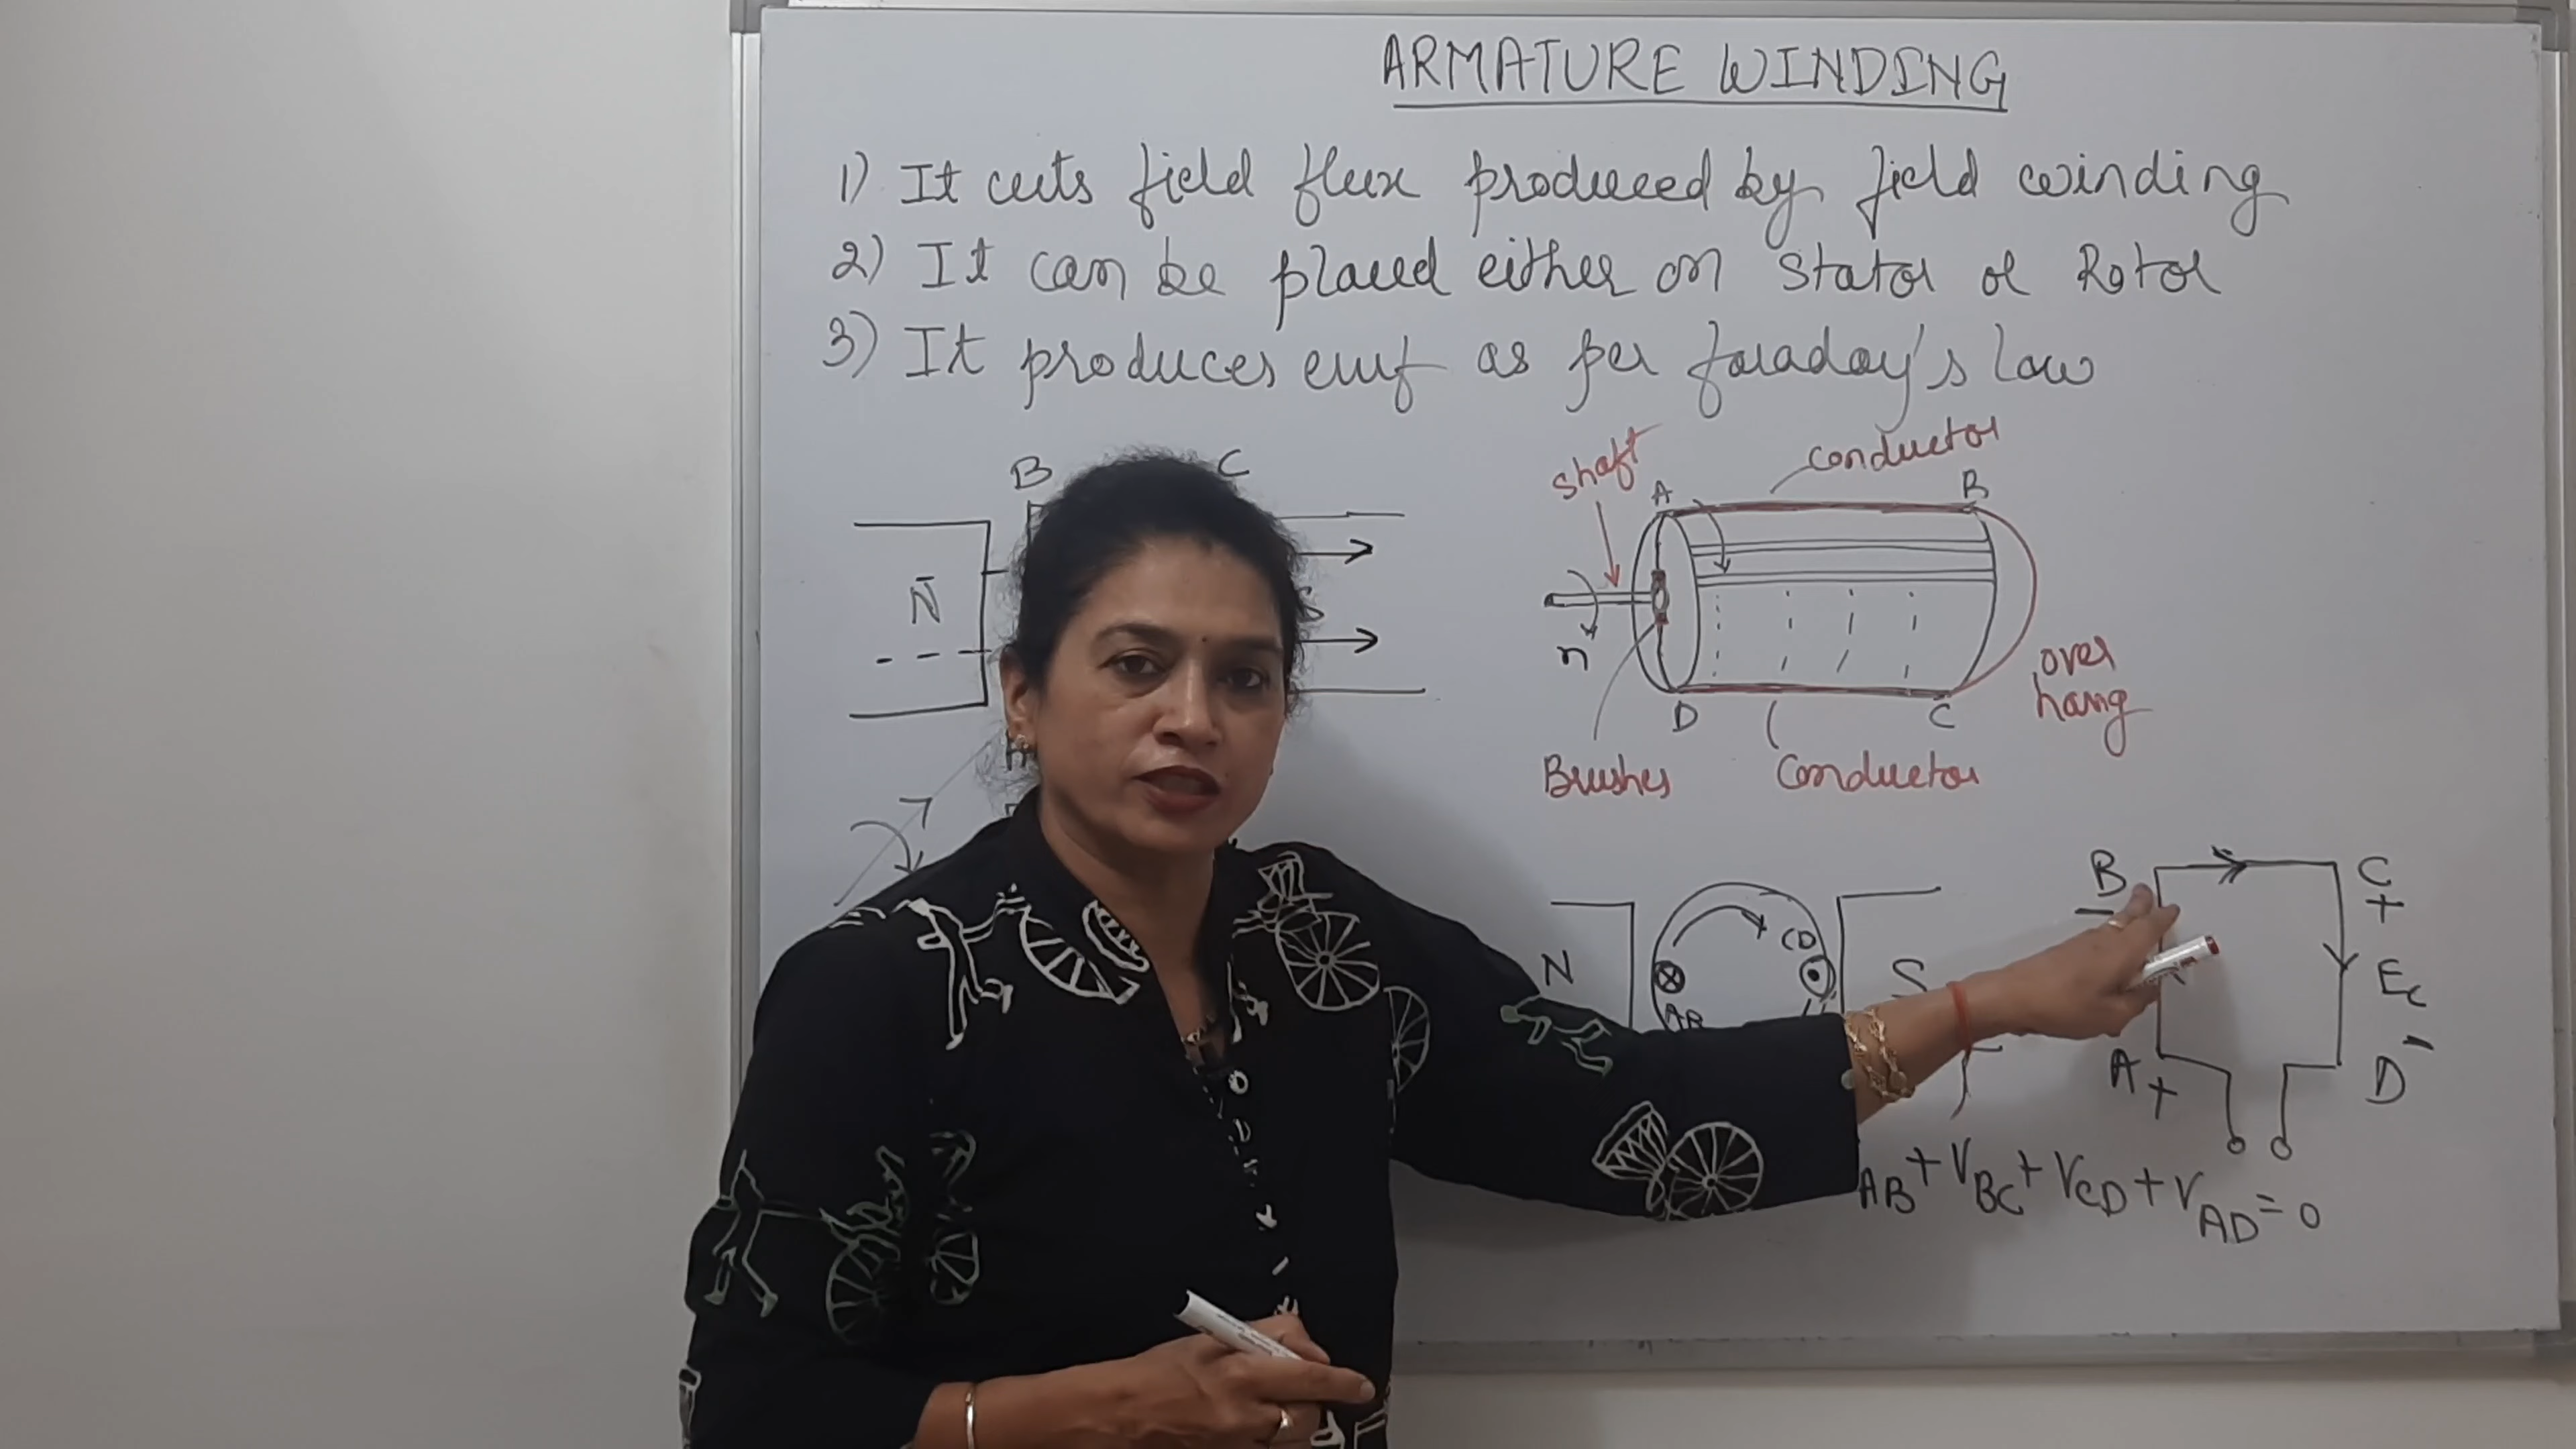 ARMATURE WINDING
1) It cuts field flux produced by field winding
2) It can be placed either on stator or Rotor
3) It produces emf as per faraday's law
B C
N
S
shaft
conductor
A B
n
over
hang
D C
Brushes
Conductor
N
CD
S
AB
B
-
C
+
Ec
-
A
+
D
AB + VBC + VCD + VAD = 0